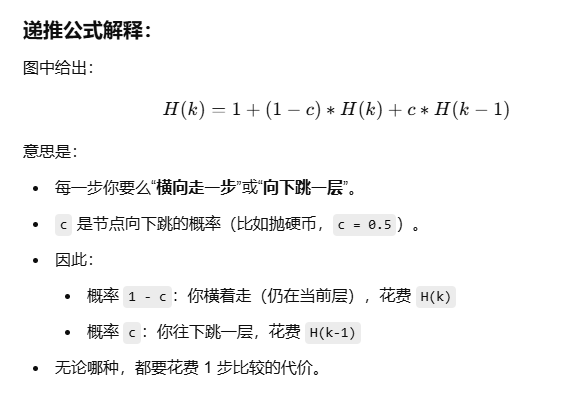 递推公式解释：
图中给出：
H(k) = 1 + (1 − c) ∗ H(k) + c ∗ H(k − 1)
意思是：
• 每一步你要么“横向走一步”或“向下跳一层”。
• c 是节点向下跳的概率（比如抛硬币，c = 0.5）。
• 因此：
• 概率 1 - c：你横着走（仍在当前层），花费 H(k)
• 概率 c：你往下跳一层，花费 H(k-1)
• 无论哪种，都要花费 1 步比较的代价。